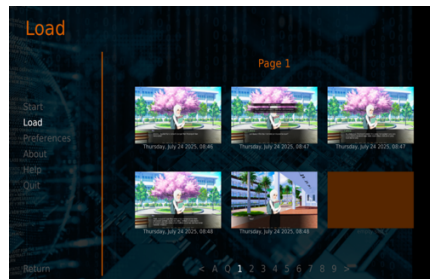 Load
Page 1
Start
Load
Preferences
About
Help
Quit
Thursday, July 24 2025, 08:46
Thursday, July 24 2025, 08:47
Thursday, July 24 2025, 08:47
Thursday, July 24 2025, 08:48
Thursday, July 24 2025, 08:48
Return
< A Q 1 2 3 4 5 6 7 8 9 >